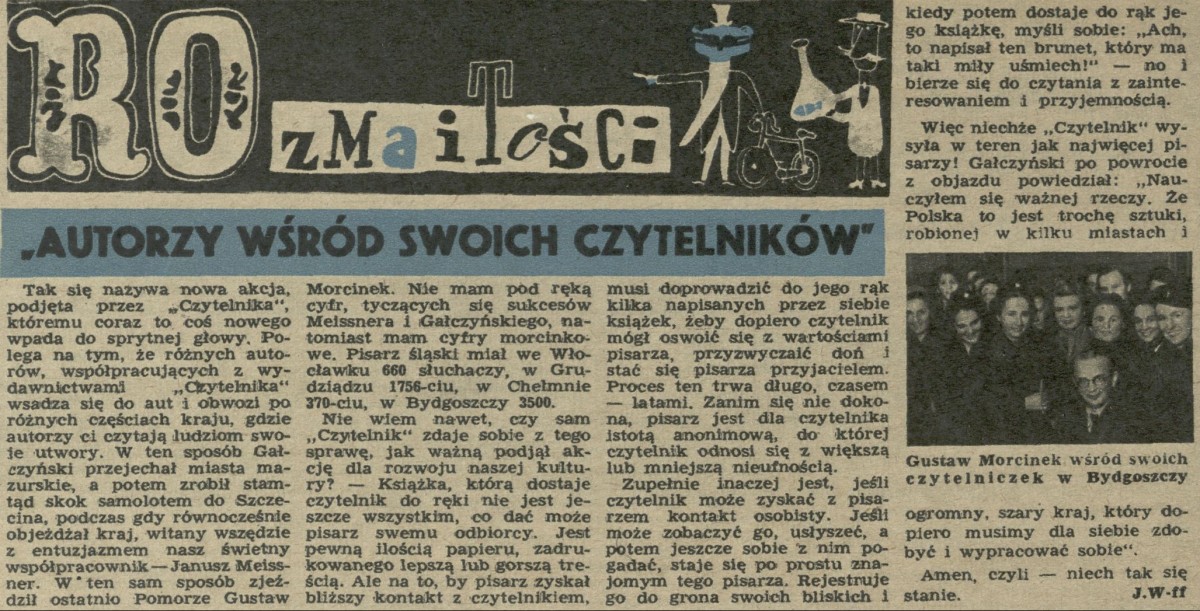 ROzmaiTości
„AUTORZY WŚRÓD SWOICH CZYTELNIKÓW"
Tak się nazywa nowa akcja,
podjęta przez „Czytelnika",
któremu coraz to coś nowego
wpada do sprytnej głowy. Po-
lega na tym, że różnych auto-
rów, współpracujących z wy-
dawnictwami „Czytelnika"
wsadza się do aut i obwozi po
różnych częściach kraju, gdzie
autorzy ci czytają ludziom swo-
je utwory. W ten sposób Gał-
czyński przejechał miasta ma-
zurskie, a potem zrobił stam-
tąd skok samolotem do Szcze-
cina, podczas gdy równocześnie
objeżdżał kraj, witany wszędzie
z entuzjazmem nasz świetny
współpracownik — Janusz Meiss-
ner. W ten sam sposób zjeź-
dził ostatnio Pomorze Gustaw
Morcinek. Nie mam pod ręką
cyfr, tyczących się sukcesów
Meissnera i Gałczyńskiego, na-
tomiast mam cyfry morcinko-
we. Pisarz śląski miał we Wło-
cławku 660 słuchaczy, w Gru-
dziądzu 1756-ciu, w Chełmnie
370-ciu, w Bydgoszczy 3500.
Nie wiem nawet, czy sam
„Czytelnik" zdaje sobie z tego
sprawę, jak ważną podjął ak-
cję dla rozwoju naszej kultu-
ry? — Książka, którą dostaje
czytelnik do ręki nie jest je-
szcze wszystkim, co dać może
pisarz swemu odbiorcy. Jest
pewną ilością papieru, zadru-
kowanego lepszą lub gorszą tre-
ścią. Ale na to, by pisarz zyskał
bliższy kontakt z czytelnikiem,
musi doprowadzić do jego rąk
kilka napisanych przez siebie
książek, żeby dopiero czytelnik
mógł oswoić się z wartościami
pisarza, przyzwyczaić doń i
stać się pisarza przyjacielem.
Proces ten trwa długo, czasem
— latami. Zanim się nie doko-
na, pisarz jest dla czytelnika
istotą anonimową, do której
czytelnik odnosi się z większą
lub mniejszą nieufnością.
Zupełnie inaczej jest, jeśli
czytelnik może zyskać z pisa-
rzem kontakt osobisty. Jeśli
może zobaczyć go, usłyszeć, a
potem jeszcze sobie z nim po-
gadać, staje się po prostu zna-
jomym tego pisarza. Rejestruje
go do grona swoich bliskich i
kiedy potem dostaje do rąk je-
go książkę, myśli sobie: „Ach,
to napisał ten brunet, który ma
taki miły uśmiech!" — no i
bierze się do czytania z zainte-
resowaniem i przyjemnością.
Więc niechże „Czytelnik" wy-
syła w teren jak najwięcej pi-
sarzy! Gałczyński po powrocie
z objazdu powiedział: „Nau-
czyłem się ważnej rzeczy. Że
Polska to jest trochę sztuki,
robionej w kilku miastach i
Gustaw Morcinek wśród swoich
czytelniczek w Bydgoszczy
ogromny, szary kraj, który do-
piero musimy dla siebie zdo-
być i wypracować sobie".
Amen, czyli — niech tak się
stanie. J.W-ff